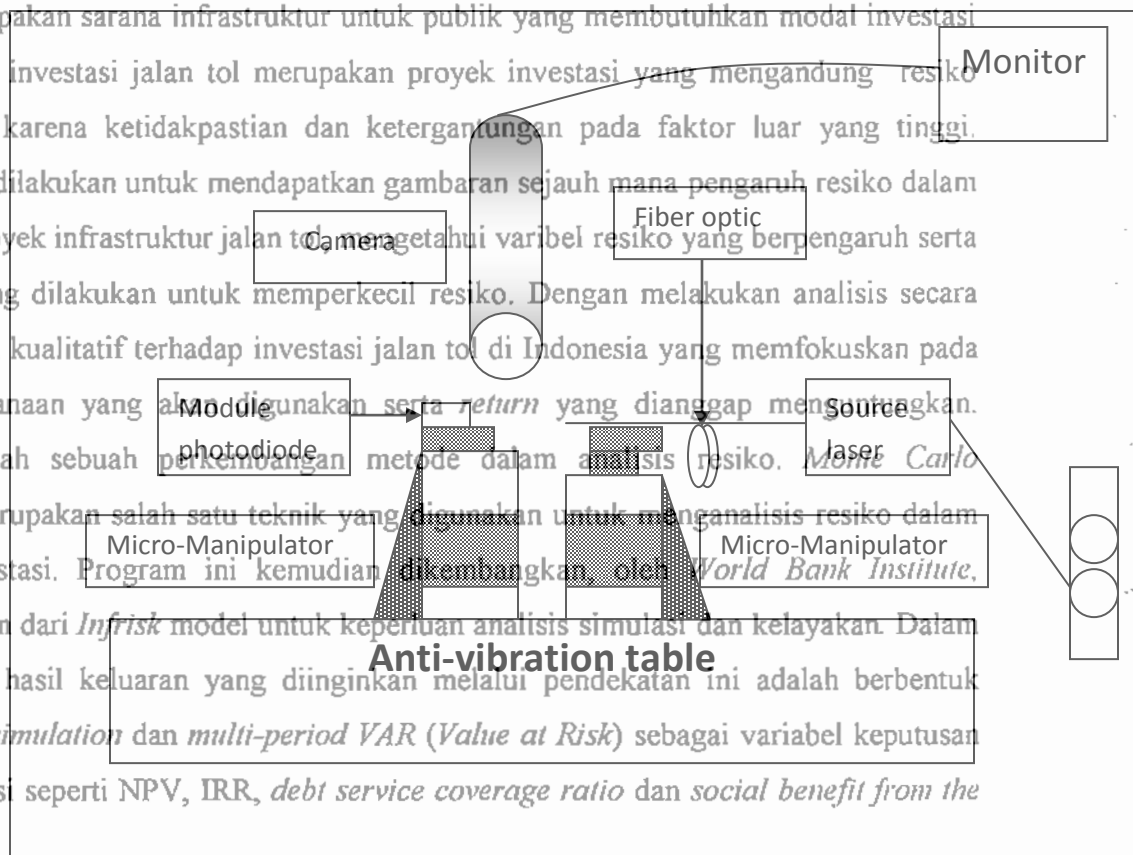 pakan sarana infrastruktur untuk publik yang membutuhkan modal investasi
investasi jalan tol merupakan proyek investasi yang mengandung resiko
Monitor
karena ketidakpastian dan ketergantungan pada faktor luar yang tinggi.
dilakukan untuk mendapatkan gambaran sejauh mana pengaruh resiko dalam
Fiber optic
yek infrastruktur jalan tol, mengetahui varibel resiko yang berpengaruh serta
Camera
g dilakukan untuk memperkecil resiko. Dengan melakukan analisis secara
kualitatif terhadap investasi jalan tol di Indonesia yang memfokuskan pada
naan yang akan digunakan serta return yang dianggap menguntungkan.
Module
photodiode
Source
laser
ah sebuah perkembangan metode dalam analisis resiko. Monte Carlo
rupakan salah satu teknik yang digunakan untuk menganalisis resiko dalam
Micro-Manipulator
Micro-Manipulator
stasi. Program ini kemudian dikembangkan, oleh World Bank Institute,
n dari Infrisk model untuk keperluan analisis simulasi dan kelayakan. Dalam
Anti-vibration table
hasil keluaran yang diinginkan melalui pendekatan ini adalah berbentuk
imulation dan multi-period VAR (Value at Risk) sebagai variabel keputusan
si seperti NPV, IRR, debt service coverage ratio dan social benefit from the